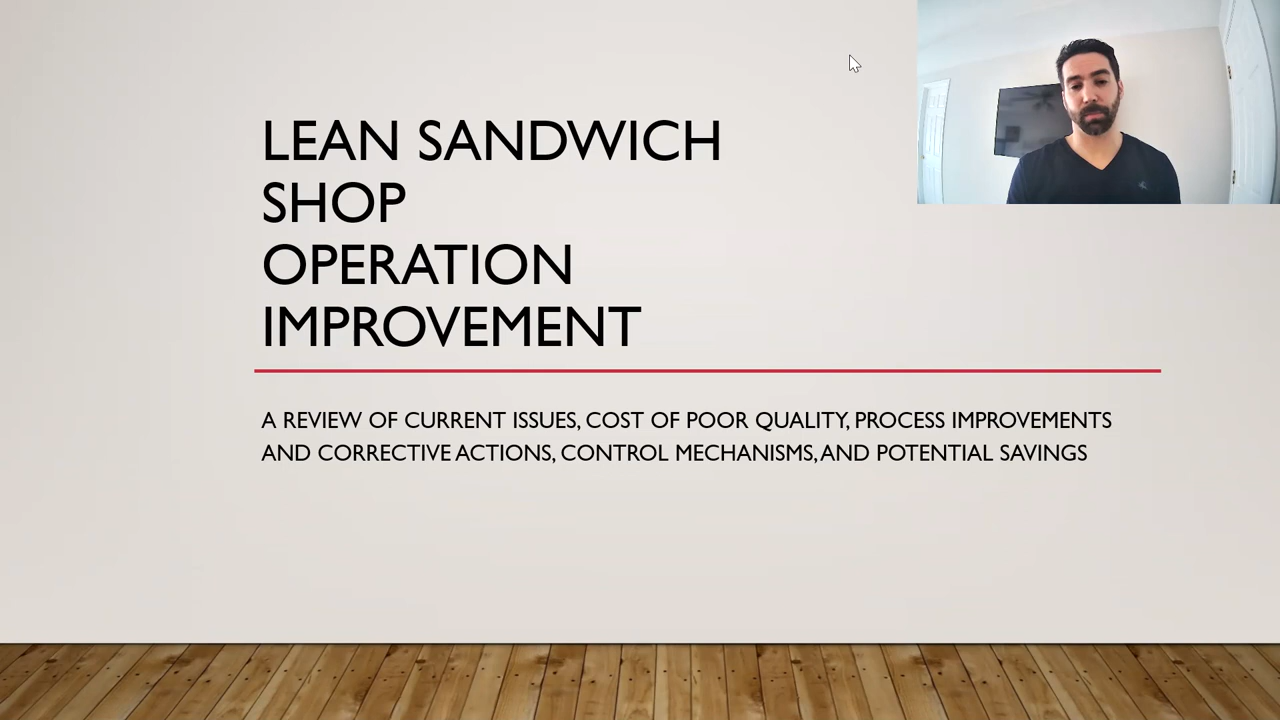 LEAN SANDWICH
SHOP
OPERATION
IMPROVEMENT
A REVIEW OF CURRENT ISSUES, COST OF POOR QUALITY, PROCESS IMPROVEMENTS
AND CORRECTIVE ACTIONS, CONTROL MECHANISMS, AND POTENTIAL SAVINGS